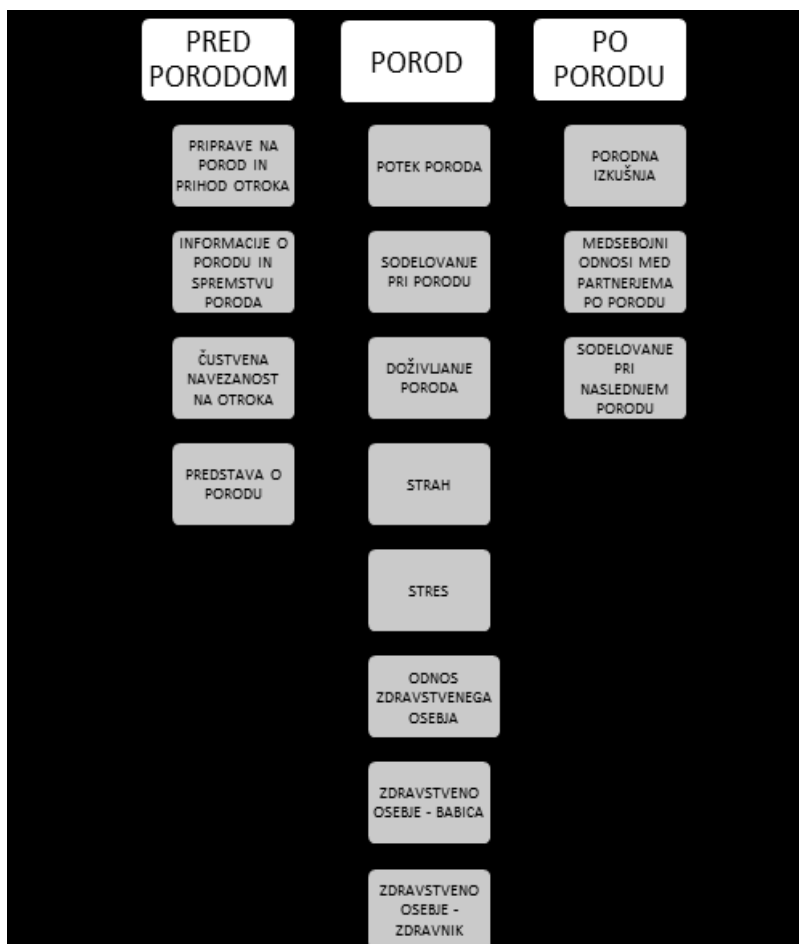 PRED
PORODOM
PRIPRAVE NA
POROD IN
PRIHOD OTROKA
INFORMACIJE O
PORODU IN
SPREMSTVU
PORODA
ČUSTVENA
NAVEZANOST
NA OTROKA
PREDSTAVA O
PORODU
POROD
POTEK PORODA
SODELOVANJE
PRI PORODU
DOŽIVLJANJE
PORODA
STRAH
STRES
ODNOS
ZDRAVSTVENEGA
OSEBJA
ZDRAVSTVENO
OSEBJE - BABICA
ZDRAVSTVENO
OSEBJE -
ZDRAVNIK
PO
PORODU
PORODNA
IZKUŠNJA
MEDSEBOJNI
ODNOSI MED
PARTNERJEMA
PO PORODU
SODELOVANJE
PRI
NASLEDNJEM
PORODU